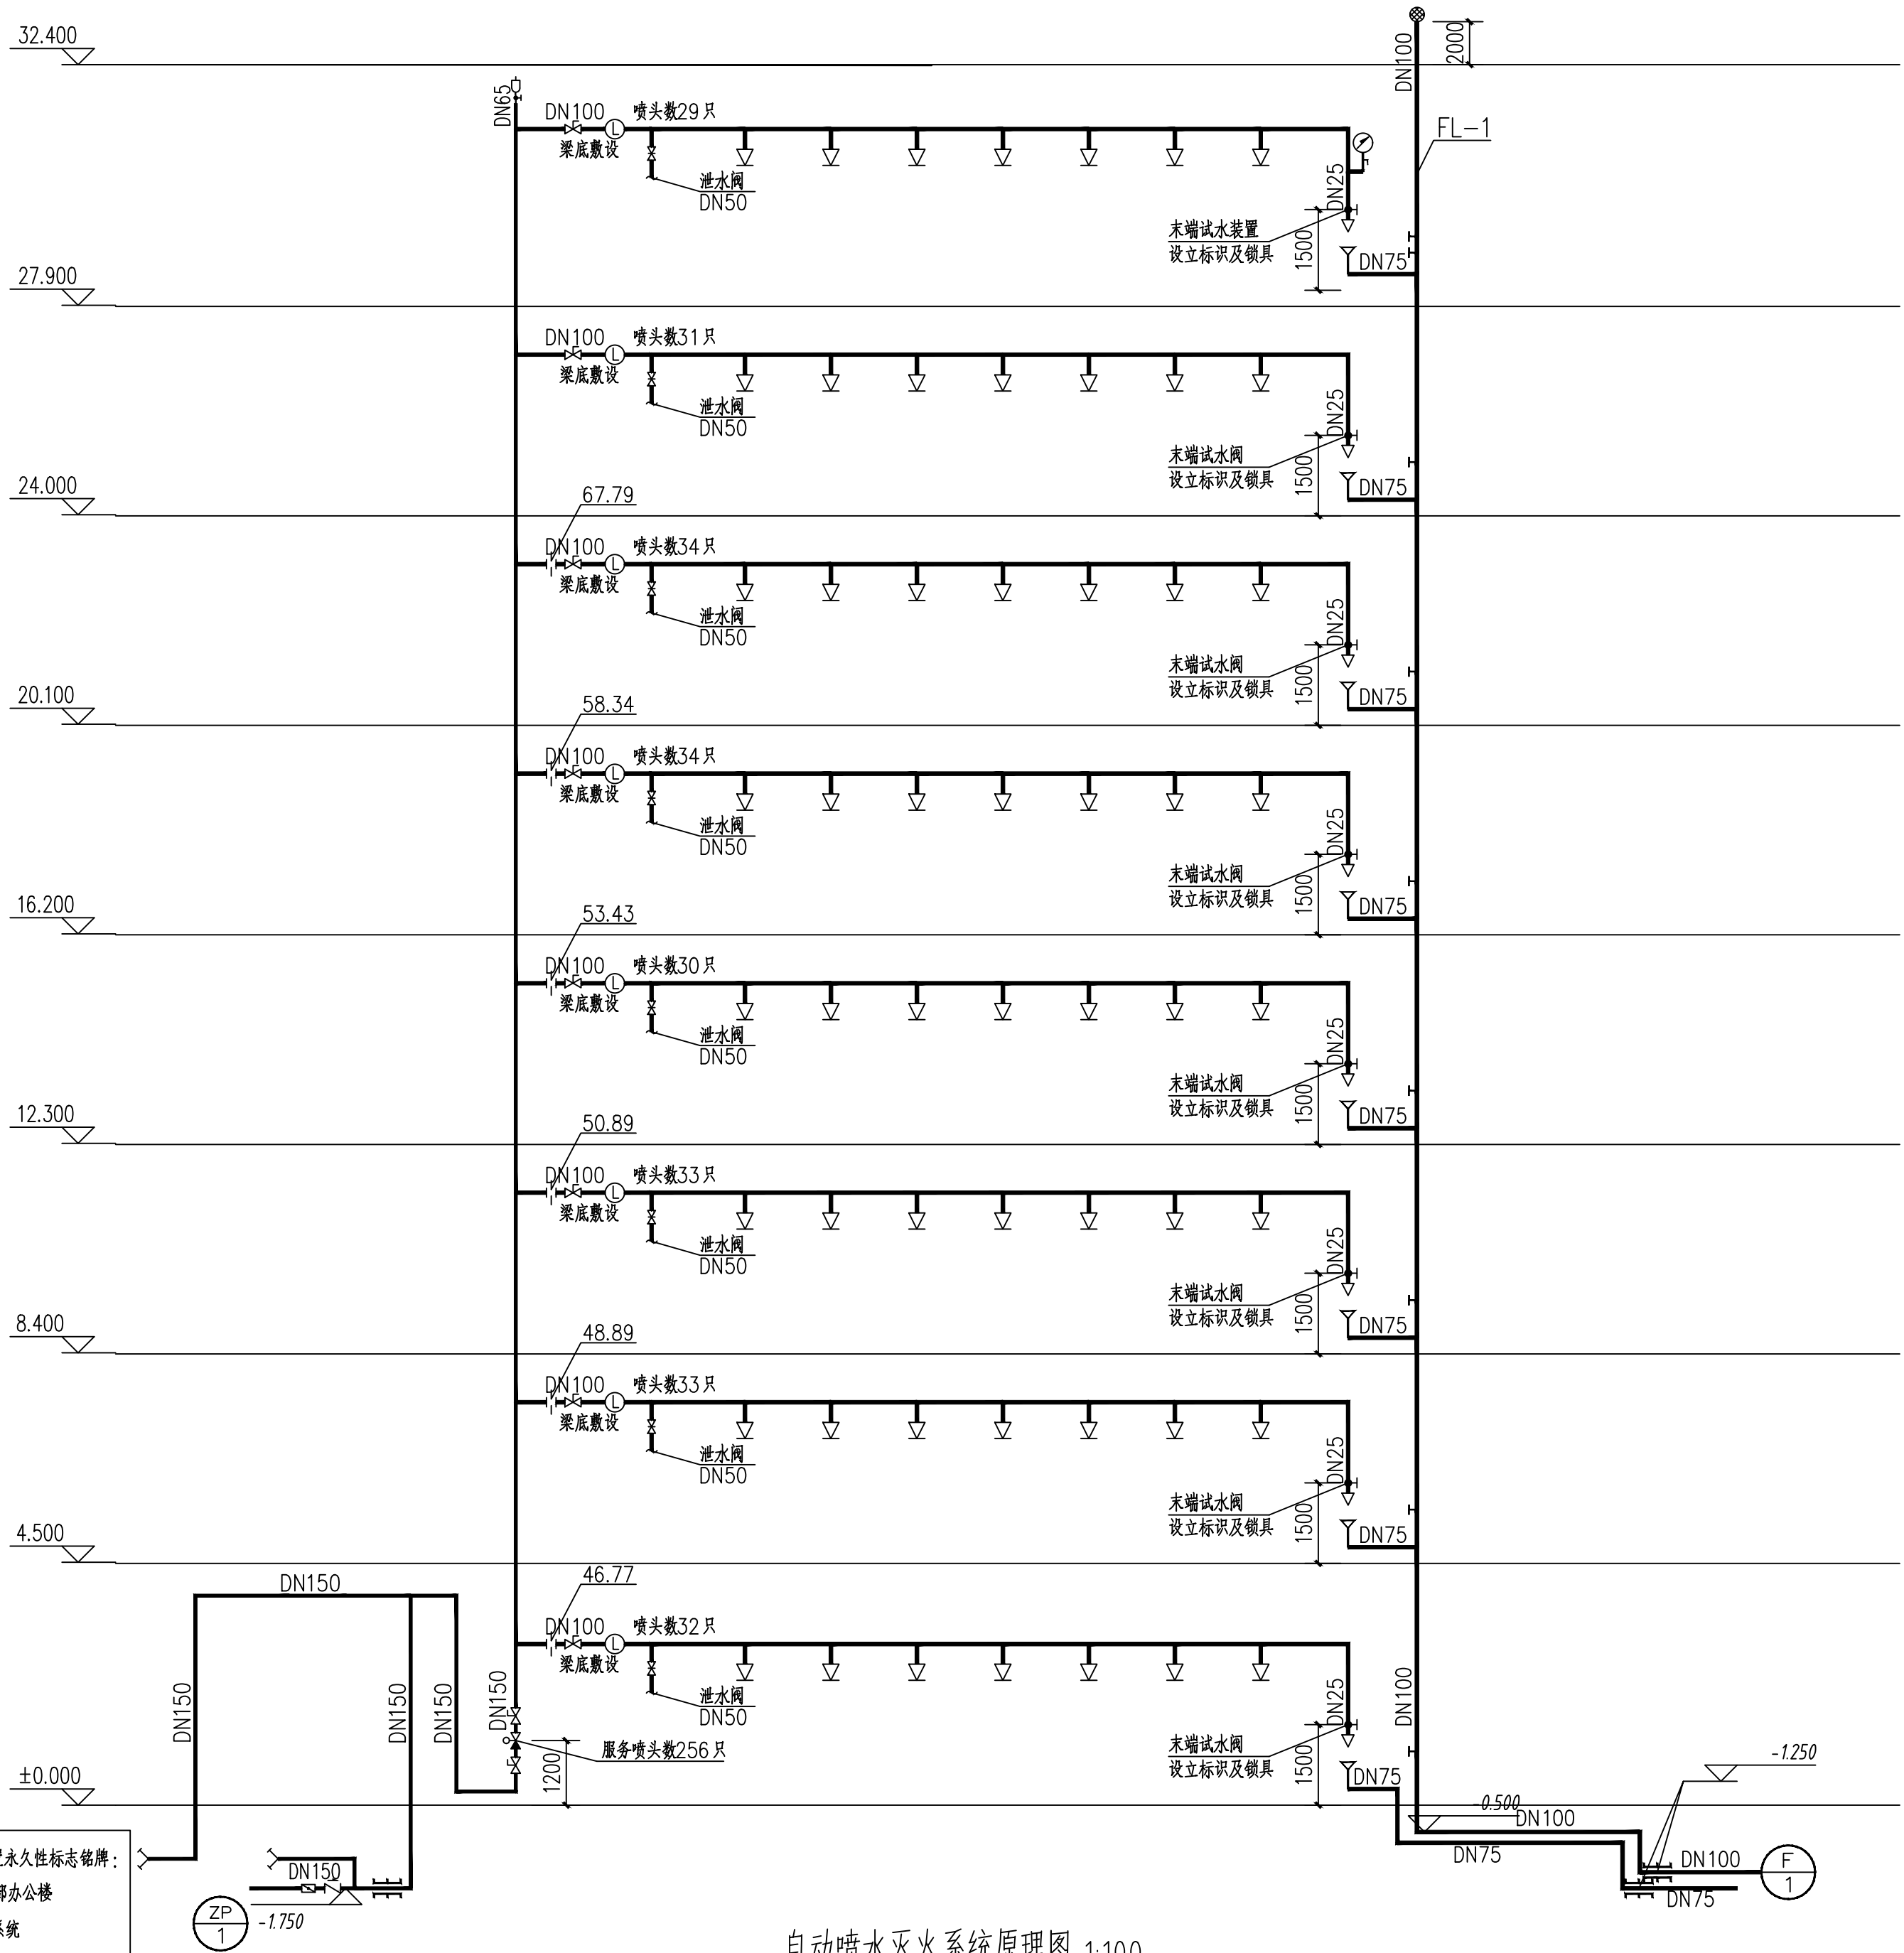 32.400
DN100
2000
DN65
DN100 喷头数29只
梁底敷设
泄水阀
DN50
FL-1
DN25
末端试水装置
设立标识及锁具
1500
DN75
27.900
DN100 喷头数31只
梁底敷设
泄水阀
DN50
DN25
末端试水阀
设立标识及锁具
1500
DN75
24.000
67.79
DN100 喷头数34只
梁底敷设
泄水阀
DN50
DN25
末端试水阀
设立标识及锁具
1500
DN75
20.100
58.34
DN100 喷头数34只
梁底敷设
泄水阀
DN50
DN25
末端试水阀
设立标识及锁具
1500
DN75
16.200
53.43
DN100 喷头数30只
梁底敷设
泄水阀
DN50
DN25
末端试水阀
设立标识及锁具
1500
DN75
12.300
50.89
DN100 喷头数33只
梁底敷设
泄水阀
DN50
DN25
末端试水阀
设立标识及锁具
1500
DN75
8.400
48.89
DN100 喷头数33只
梁底敷设
泄水阀
DN50
DN25
末端试水阀
设立标识及锁具
1500
DN75
4.500
46.77
DN150
DN100 喷头数32只
梁底敷设
泄水阀
DN50
DN150
DN150
DN150
DN150
服务喷头数256只
1200
DN25
末端试水阀
设立标识及锁具
1500
DN75
DN100
±0.000
-1.250
-0.500
DN100
DN75
DN100
F
1
DN75
永久性标志铭牌:
部办公楼
系统
DN150
ZP
1
-1.750
自动喷水灭火系统原理图 1:100